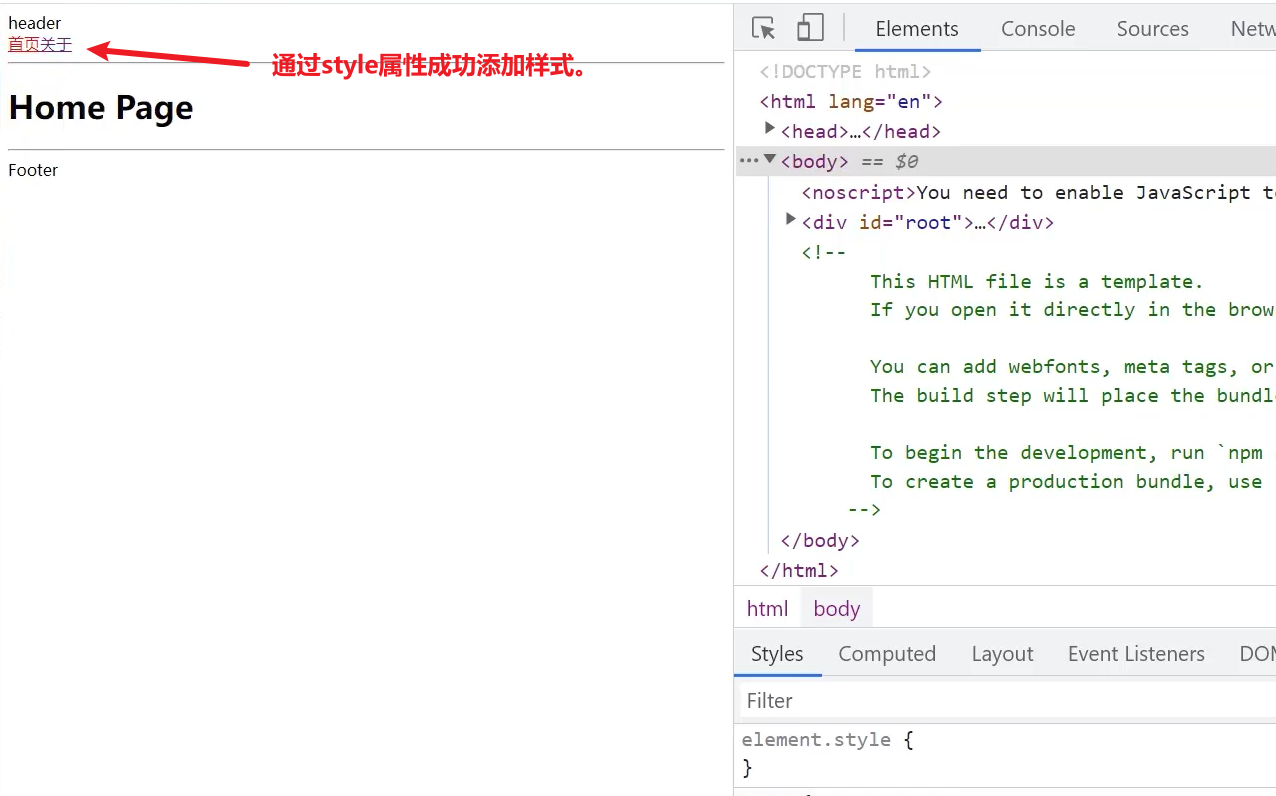 header
首页关于
通过style属性成功添加样式。
Home Page
Footer
Elements Console Sources Netw
<!DOCTYPE html>
<html lang="en">
<head>…</head>
<body> == $0
<noscript>You need to enable JavaScript t
<div id="root">…</div>
<!--
This HTML file is a template.
If you open it directly in the brow
You can add webfonts, meta tags, or
The build step will place the bundl
To begin the development, run `npm
To create a production bundle, use
-->
</body>
</html>
html body
Styles Computed Layout Event Listeners DOM
Filter
element.style {
}